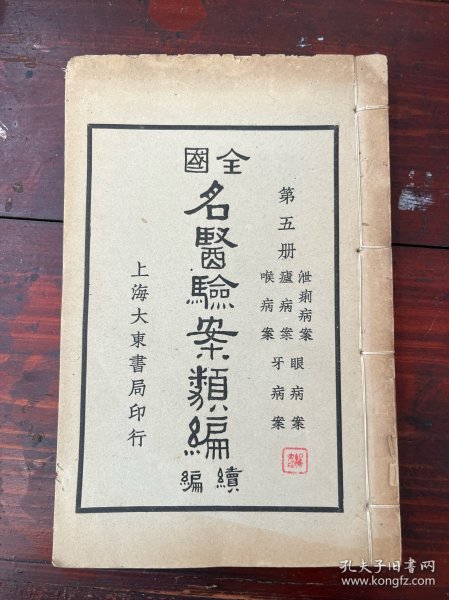 第五册
泄痢病案　眼病案
瘧病案
喉病案　牙病案
全國
名醫驗案類編
續編
上海大東書局印行
孔夫子旧书网
www.kongfz.com